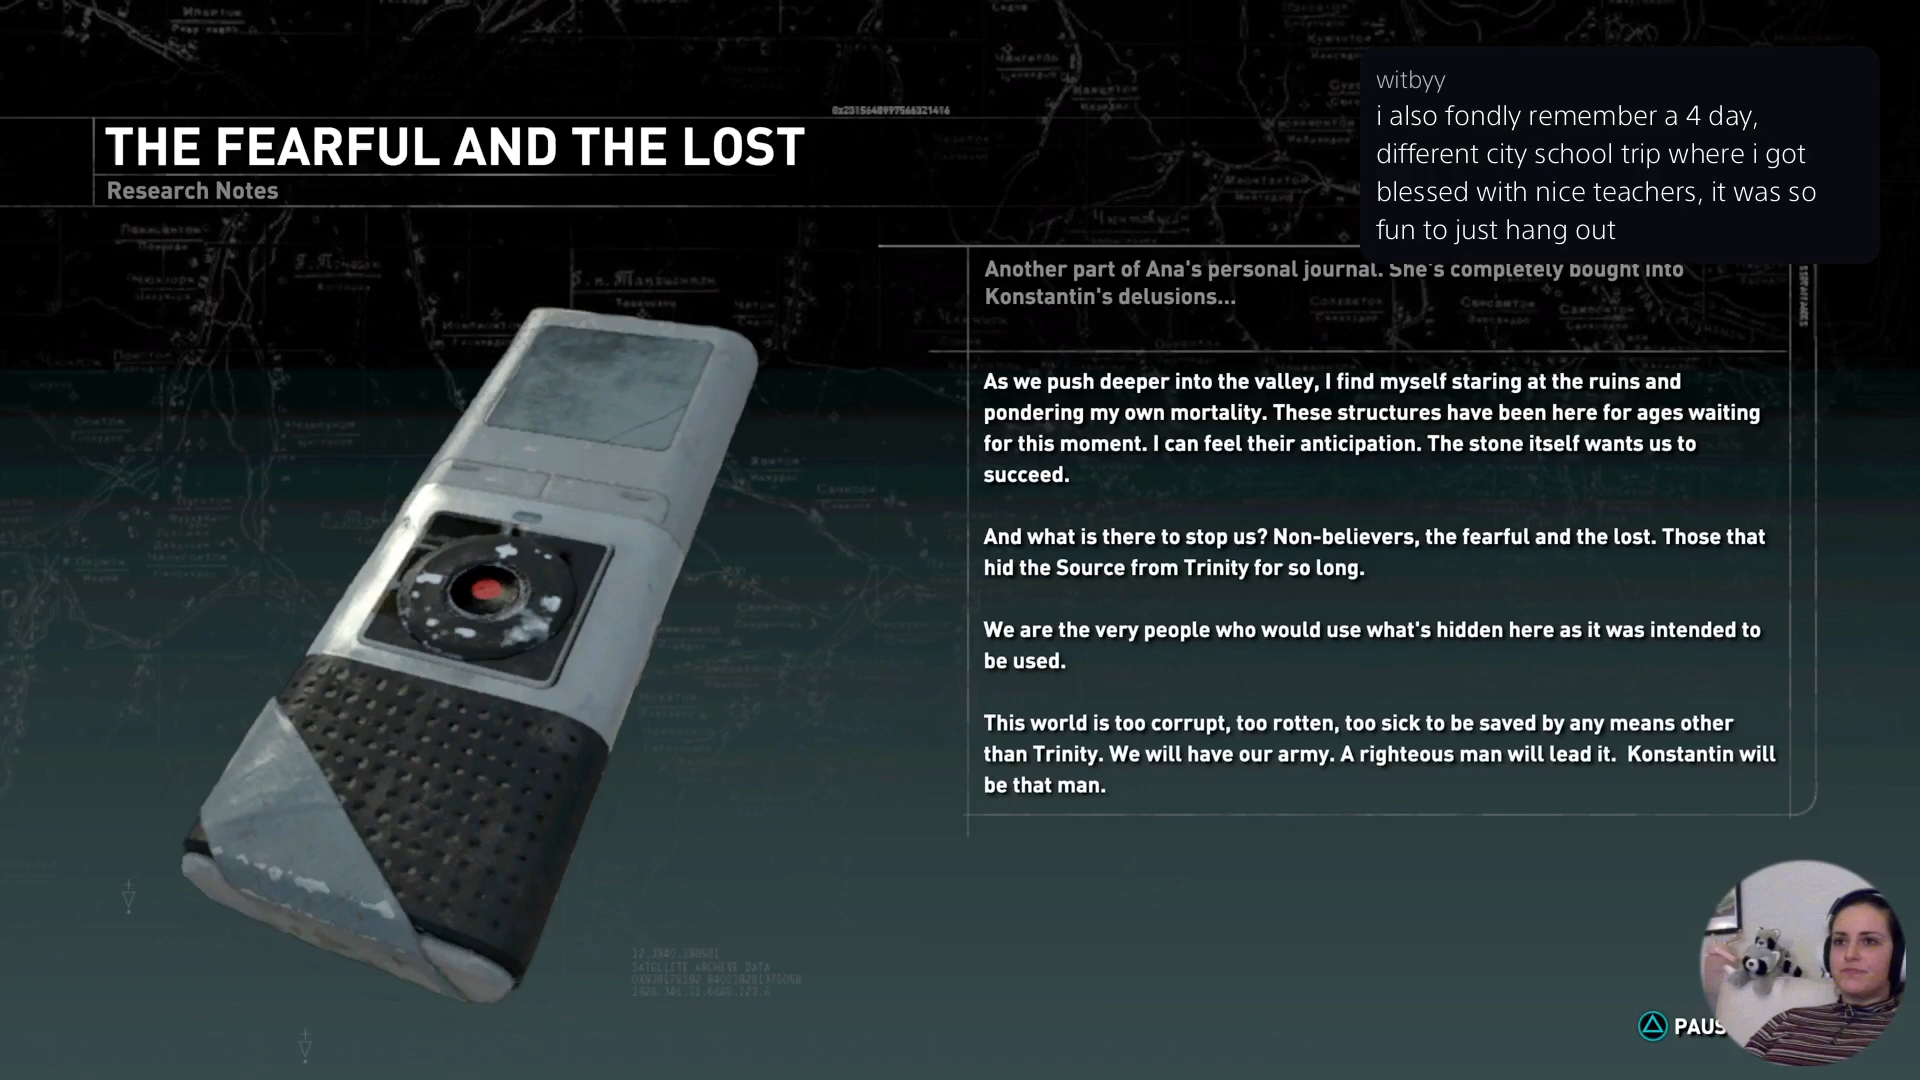 0x2315648997566321416
THE FEARFUL AND THE LOST
Research Notes
witbyy
i also fondly remember a 4 day,
different city school trip where i got
blessed with nice teachers, it was so
fun to just hang out
Another part of Ana's personal journal. She's completely bought into
Konstantin's delusions...
As we push deeper into the valley, I find myself staring at the ruins and
pondering my own mortality. These structures have been here for ages waiting
for this moment. I can feel their anticipation. The stone itself wants us to
succeed.
And what is there to stop us? Non-believers, the fearful and the lost. Those that
hid the Source from Trinity for so long.
We are the very people who would use what's hidden here as it was intended to
be used.
This world is too corrupt, too rotten, too sick to be saved by any means other
than Trinity. We will have our army. A righteous man will lead it.  Konstantin will
be that man.
SATELLITE ARCHIVE DATA
PAUS